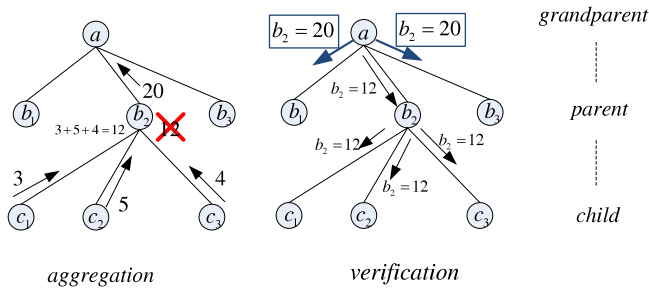 b₂ = 20
a
b₂ = 20
grandparent
a
20
b₂ = 12
b₁
b₂
b₃
3+5+4=12
12
b₁
b₂
b₃
parent
b₂ = 12
b₂ = 12
b₂ = 12
3
5
4
c₁
c₂
c₃
c₁
c₂
c₃
child
aggregation
verification